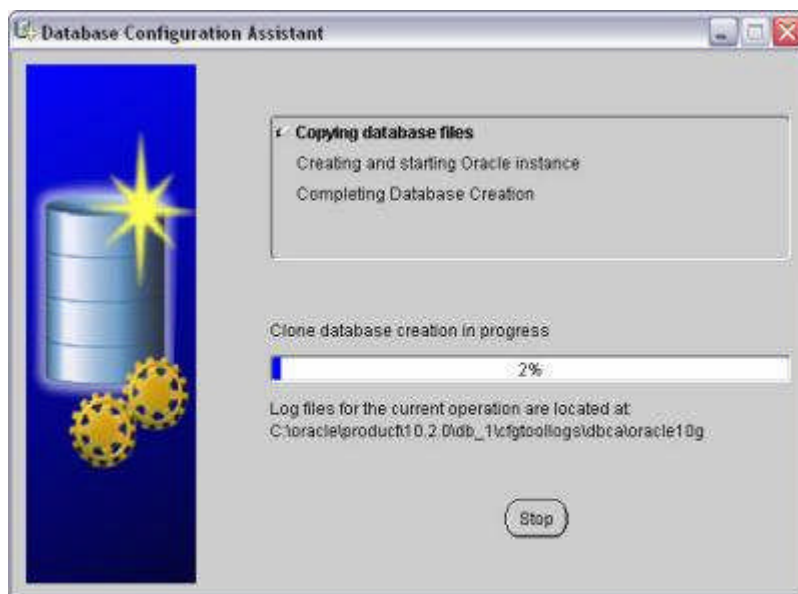 Database Configuration Assistant
Copying database files
Creating and starting Oracle instance
Completing Database Creation
Clone database creation in progress
2%
Log files for the current operation are located at:
C:\oracle\product\10.2.0\db_1\cfgtoollogs\dbca\oracle10g
Stop